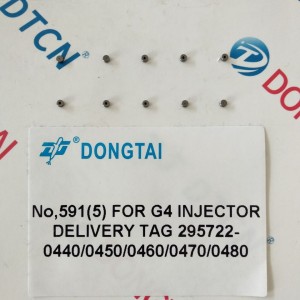 DTCN
DONGTAI
No,591(5) FOR G4 INJECTOR
DELIVERY TAG 295722-
0440/0450/0460/0470/0480